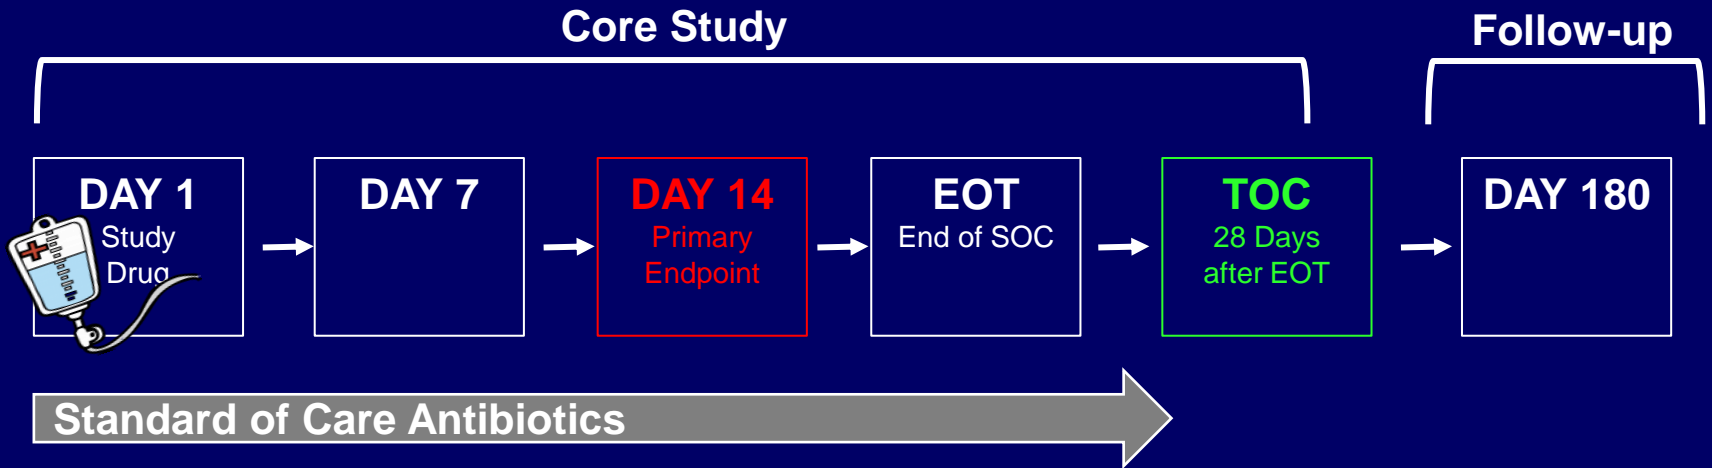 Core Study
Follow-up
DAY 1
Study
Drug
DAY 7
DAY 14
Primary
Endpoint
EOT
End of SOC
TOC
28 Days
after EOT
DAY 180
Standard of Care Antibiotics